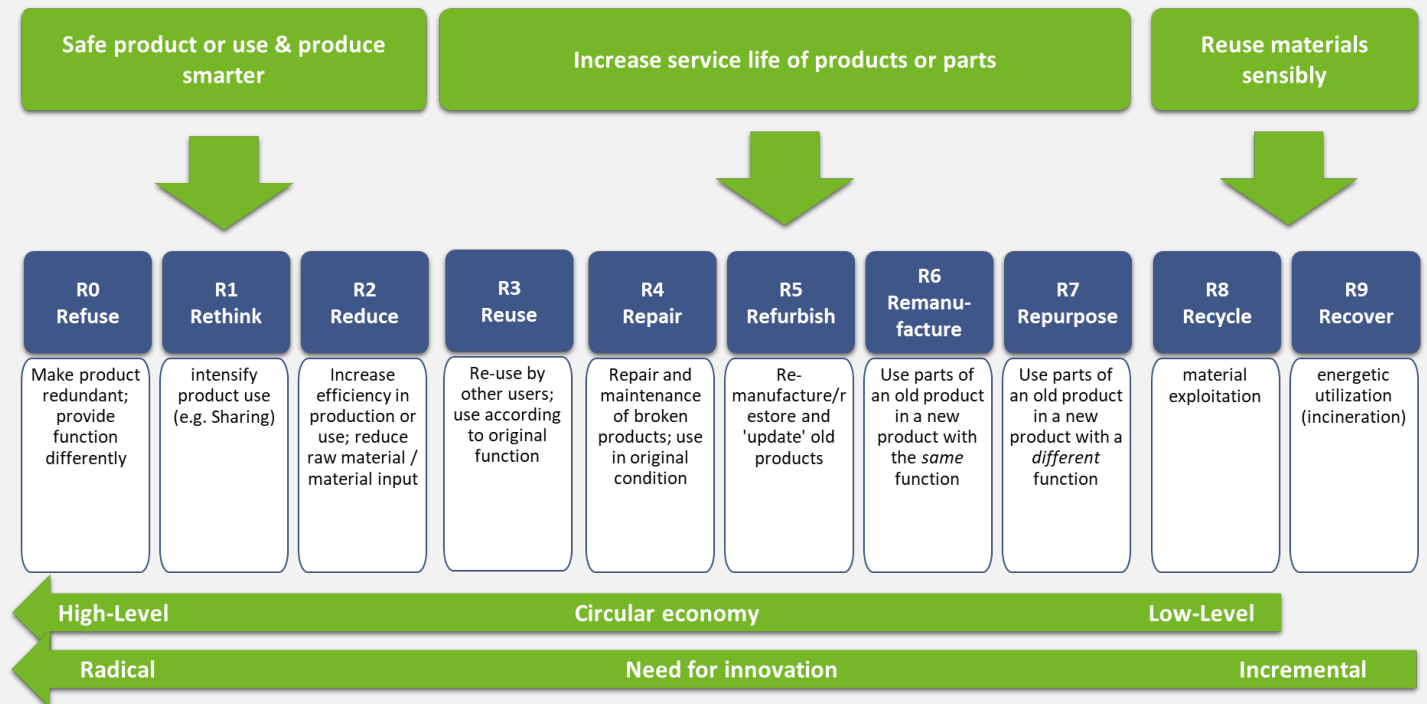 Safe product or use & produce
smarter
Increase service life of products or parts
Reuse materials
sensibly
R0
Refuse
R1
Rethink
R2
Reduce
R3
Reuse
R4
Repair
R5
Refurbish
R6
Remanu-
facture
R7
Repurpose
R8
Recycle
R9
Recover
Make product
redundant;
provide
function
differently
intensify
product use
(e.g. Sharing)
Increase
efficiency in
production or
use; reduce
raw material /
material input
Re-use by
other users;
use according
to original
function
Repair and
maintenance
of broken
products; use
in original
condition
Re-
manufacture/r
estore and
'update' old
products
Use parts of
an old product
in a new
product with
the same
function
Use parts of
an old product
in a new
product with a
different
function
material
exploitation
energetic
utilization
(incineration)
High-Level Circular economy Low-Level
Radical Need for innovation Incremental